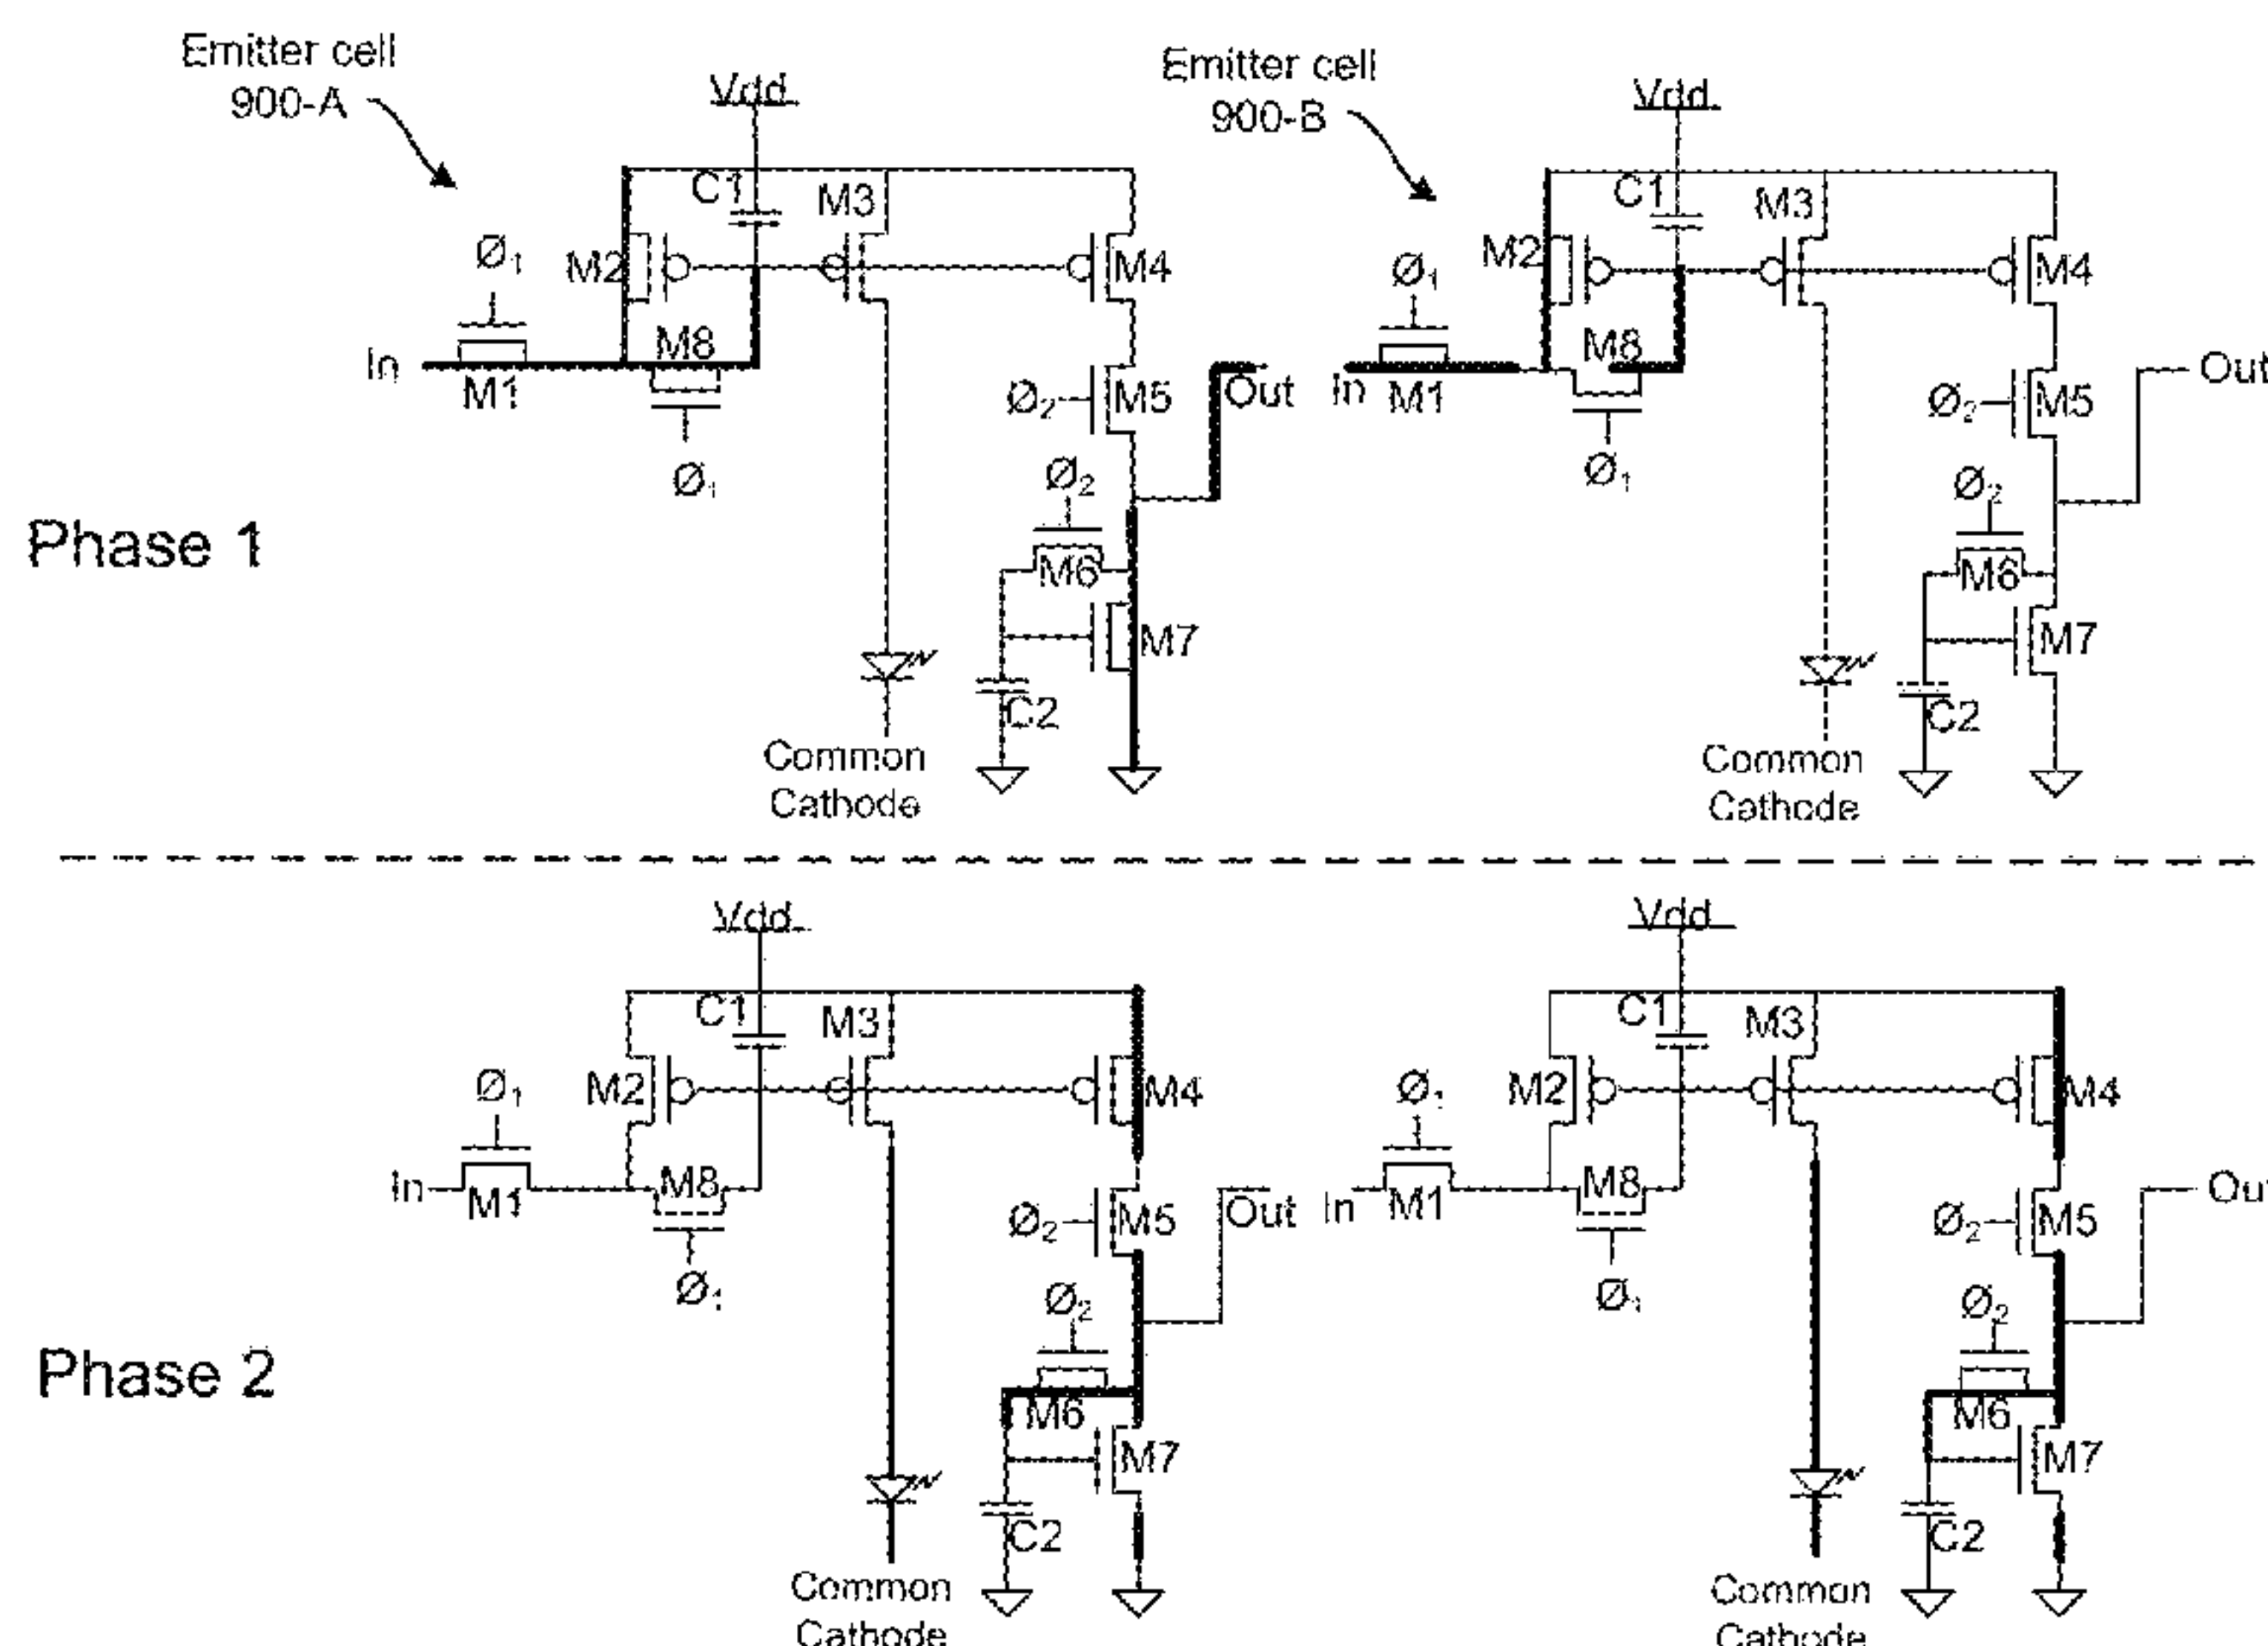 Emitter cell
900-A
Vdd
Emitter cell
900-B
Vdd
C1
M3
C1
M3
Ø1
M2
M4
Ø1
M2
M4
In
M1
M8
Ø2
M5
Out
In
M1
M8
Ø2
M5
Out
Ø1
Ø2
Ø1
Ø2
Phase 1
M6
M6
M7
M7
C2
C2
Common
Cathode
Common
Cathode
Vdd
Vdd
C1
M3
C1
M3
Ø1
M2
M4
Ø1
M2
M4
In
M1
M8
Ø2
M5
Out
In
M1
M8
Ø2
M5
Ou
Ø1
Ø2
Ø1
Ø2
Phase 2
M6
M6
M7
M7
C2
C2
Common
Cathode
Common
Cathode